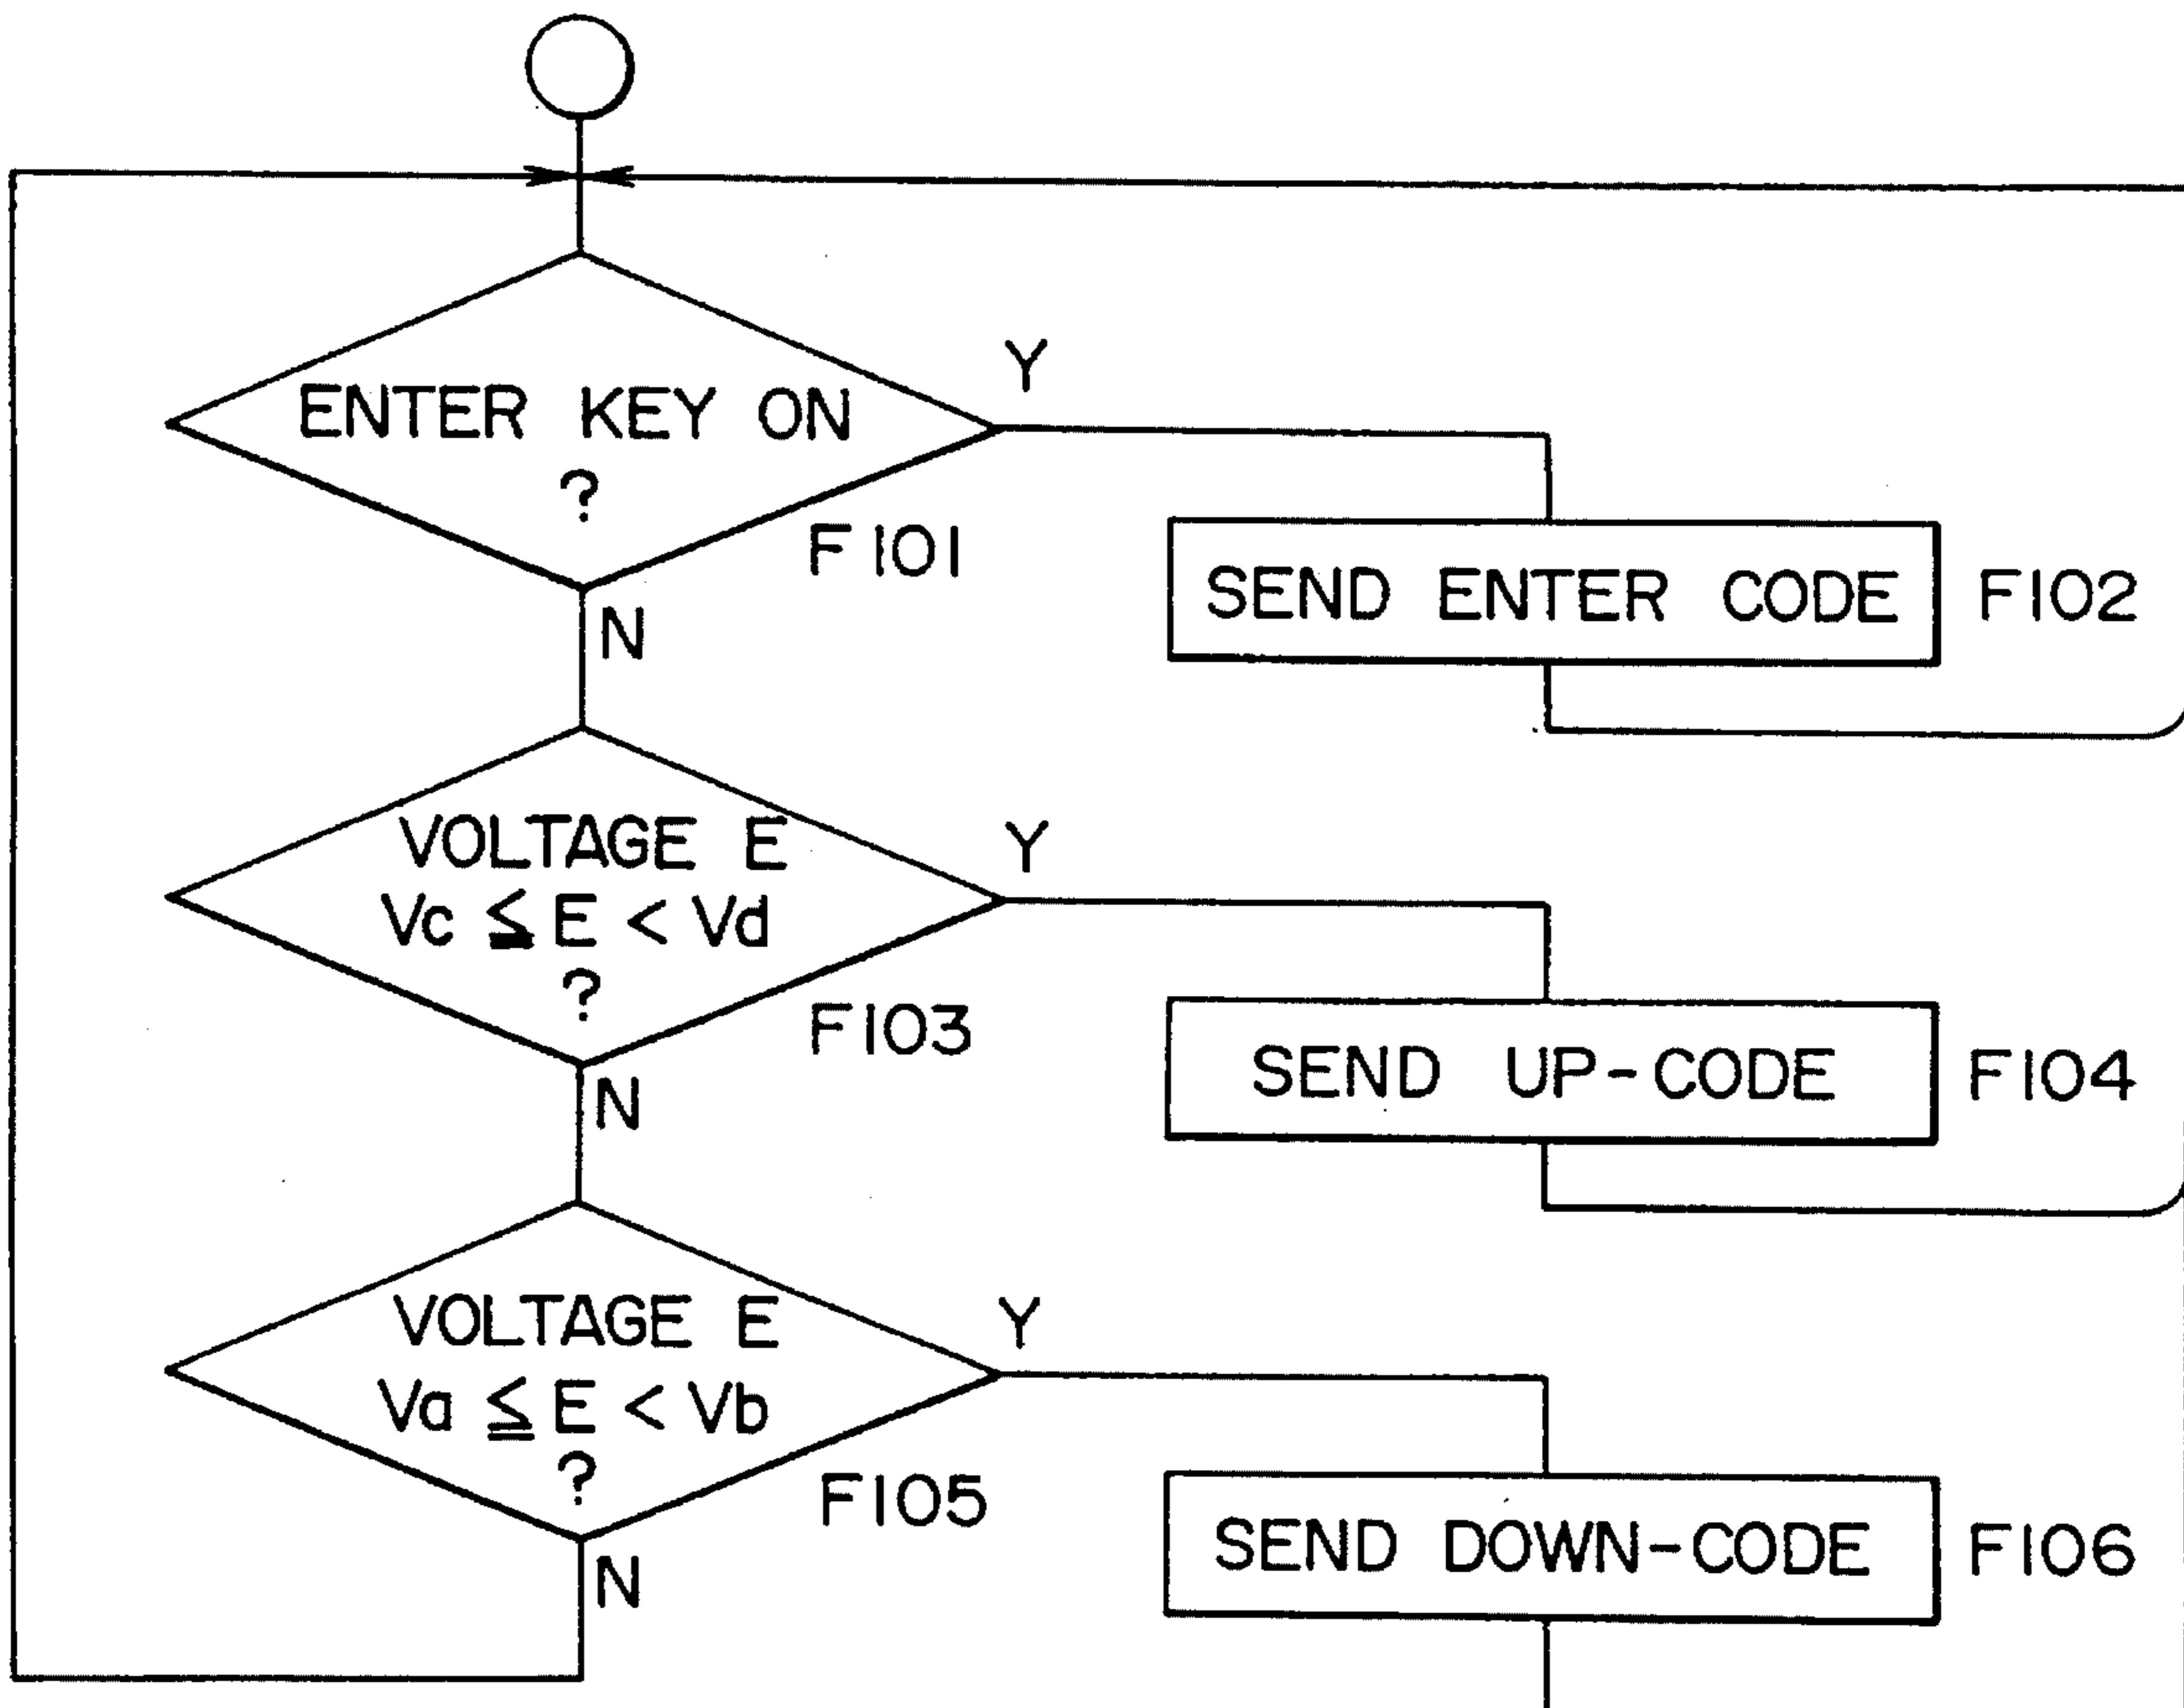 ENTER KEY ON
?
F101
Y
N
SEND ENTER CODE
F102
VOLTAGE E
Vc ≦ E < Vd
?
F103
Y
N
SEND UP-CODE
F104
VOLTAGE E
Va ≦ E < Vb
?
F105
Y
N
SEND DOWN-CODE
F106